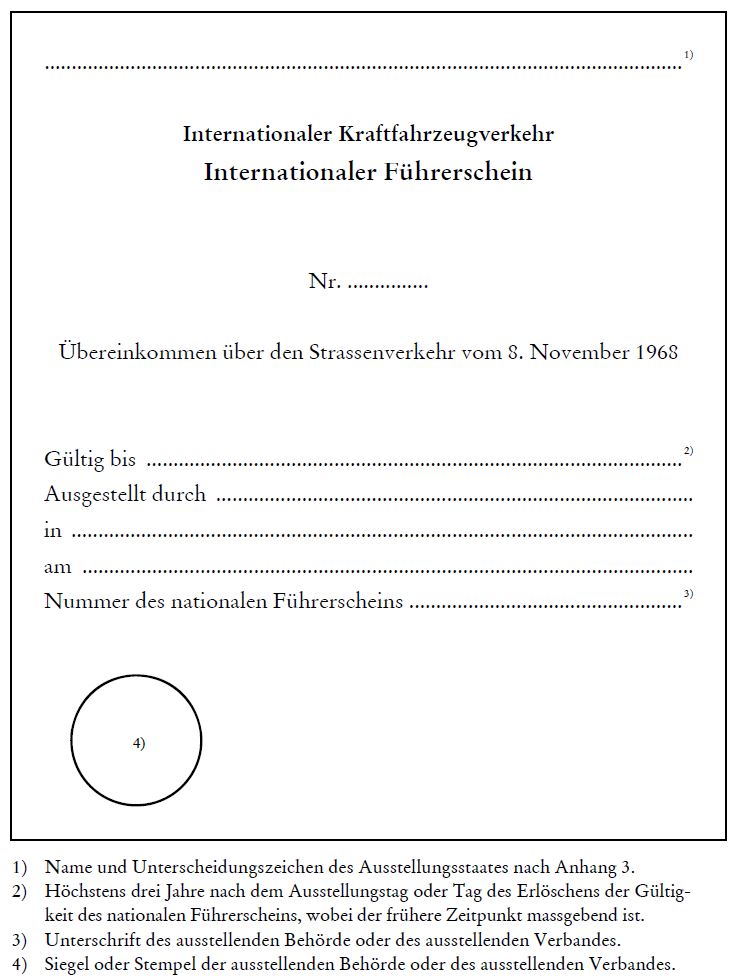 ............................................................................................................................1)
Internationaler Kraftfahrzeugverkehr
Internationaler Führerschein
Nr. ...............
Übereinkommen über den Strassenverkehr vom 8. November 1968
Gültig bis ....................................................................................................2)
Ausgestellt durch .........................................................................................
in ....................................................................................................................
am ..................................................................................................................
Nummer des nationalen Führerscheins ...................................................3)
4)
1) Name und Unterscheidungszeichen des Ausstellungsstaates nach Anhang 3.
2) Höchstens drei Jahre nach dem Ausstellungstag oder Tag des Erlöschens der Gültig-
keit des nationalen Führerscheins, wobei der frühere Zeitpunkt massgebend ist.
3) Unterschrift des ausstellenden Behörde oder des ausstellenden Verbandes.
4) Siegel oder Stempel der ausstellenden Behörde oder des ausstellenden Verbandes.